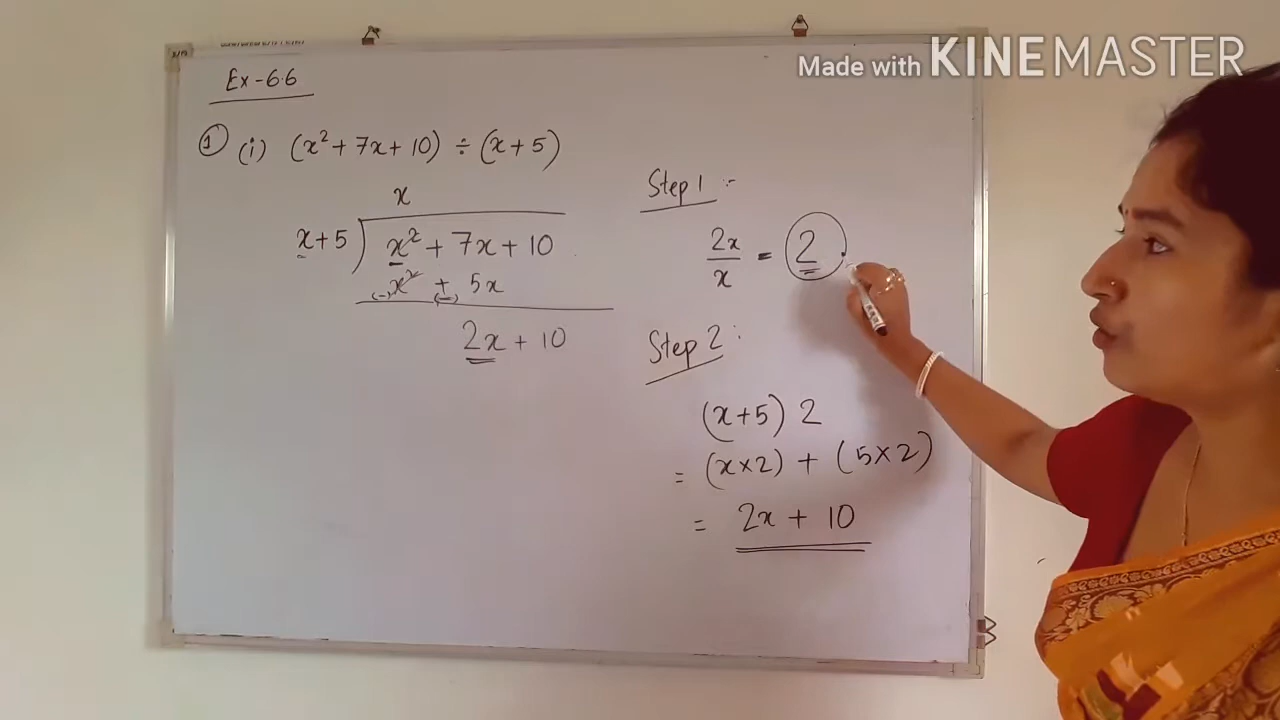 Made with KINEMASTER
Ex-6.6
① (i) (x² + 7x + 10) ÷ (x + 5)
x
x+5 ) x² + 7x + 10
(-) x² + (-) 5x
2x + 10
Step 1 :-
2x/x = 2
Step 2 :
(x+5) 2
= (x×2) + (5×2)
= 2x + 10